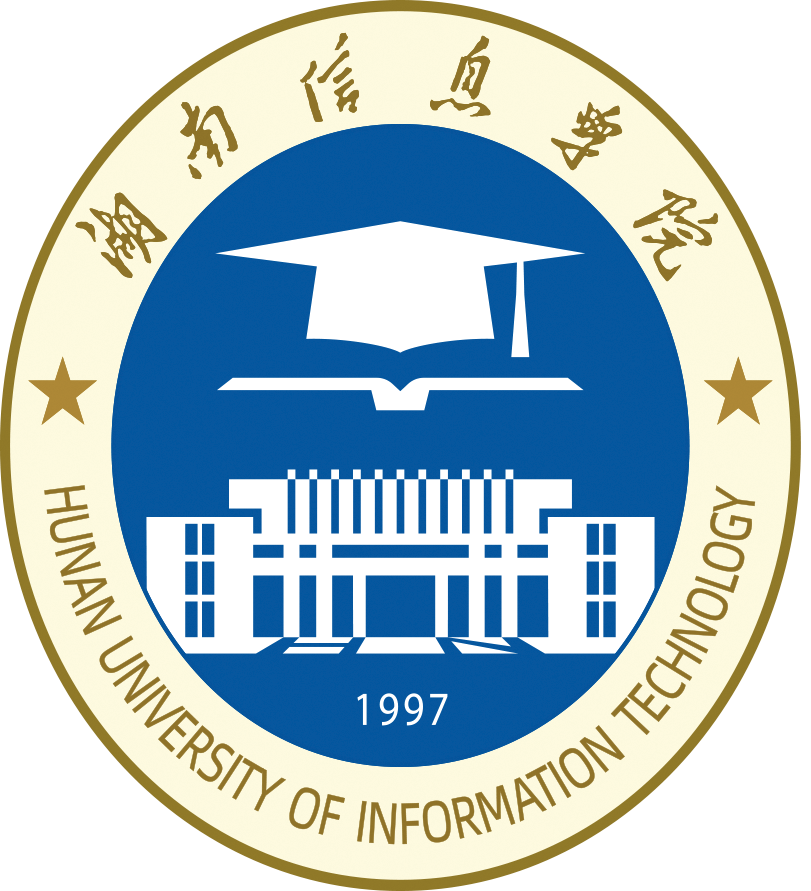 湖南信息学院
1997
HUNAN UNIVERSITY OF INFORMATION TECHNOLOGY